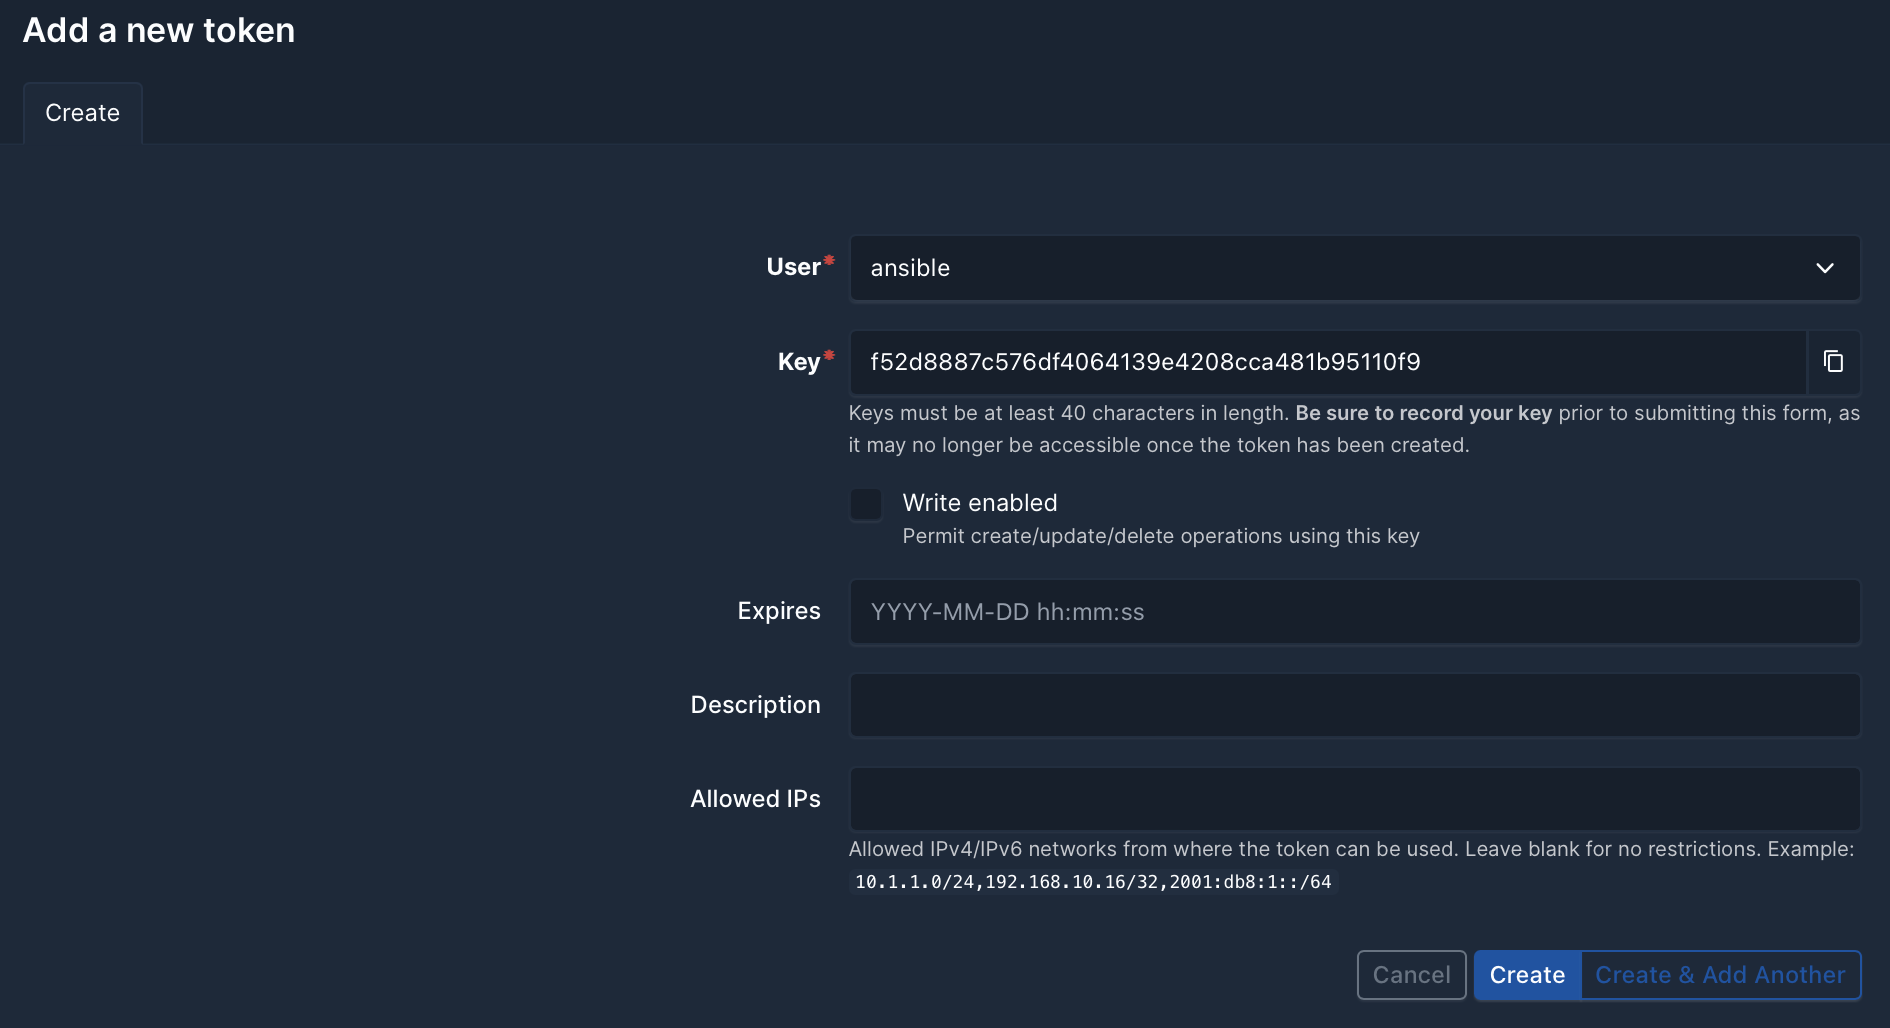 Add a new token
Create
User*
ansible
Key*
f52d8887c576df4064139e4208cca481b95110f9
Keys must be at least 40 characters in length. Be sure to record your key prior to submitting this form, as
it may no longer be accessible once the token has been created.
Write enabled
Permit create/update/delete operations using this key
Expires
YYYY-MM-DD hh:mm:ss
Description
Allowed IPs
Allowed IPv4/IPv6 networks from where the token can be used. Leave blank for no restrictions. Example:
10.1.1.0/24,192.168.10.16/32,2001:db8:1::/64
Cancel
Create
Create & Add Another